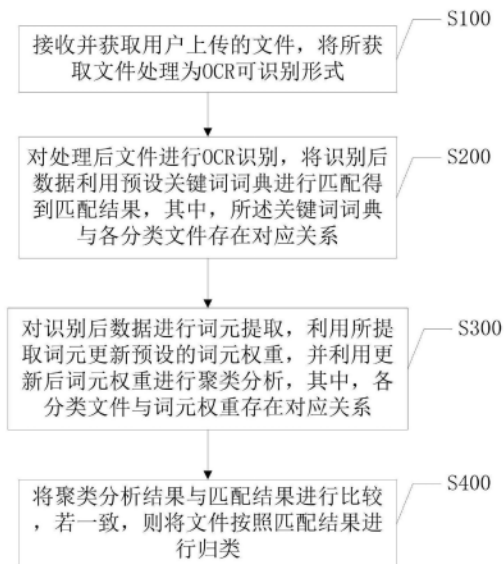 S100
接收并获取用户上传的文件，将所获
取文件处理为OCR可识别形式
S200
对处理后文件进行OCR识别，将识别后
数据利用预设关键词词典进行匹配得
到匹配结果，其中，所述关键词词典
与各分类文件存在对应关系
S300
对识别后数据进行词元提取，利用所提
取词元更新预设的词元权重，并利用更
新后词元权重进行聚类分析，其中，各
分类文件与词元权重存在对应关系
S400
将聚类分析结果与匹配结果进行比较
，若一致，则将文件按照匹配结果进
行归类